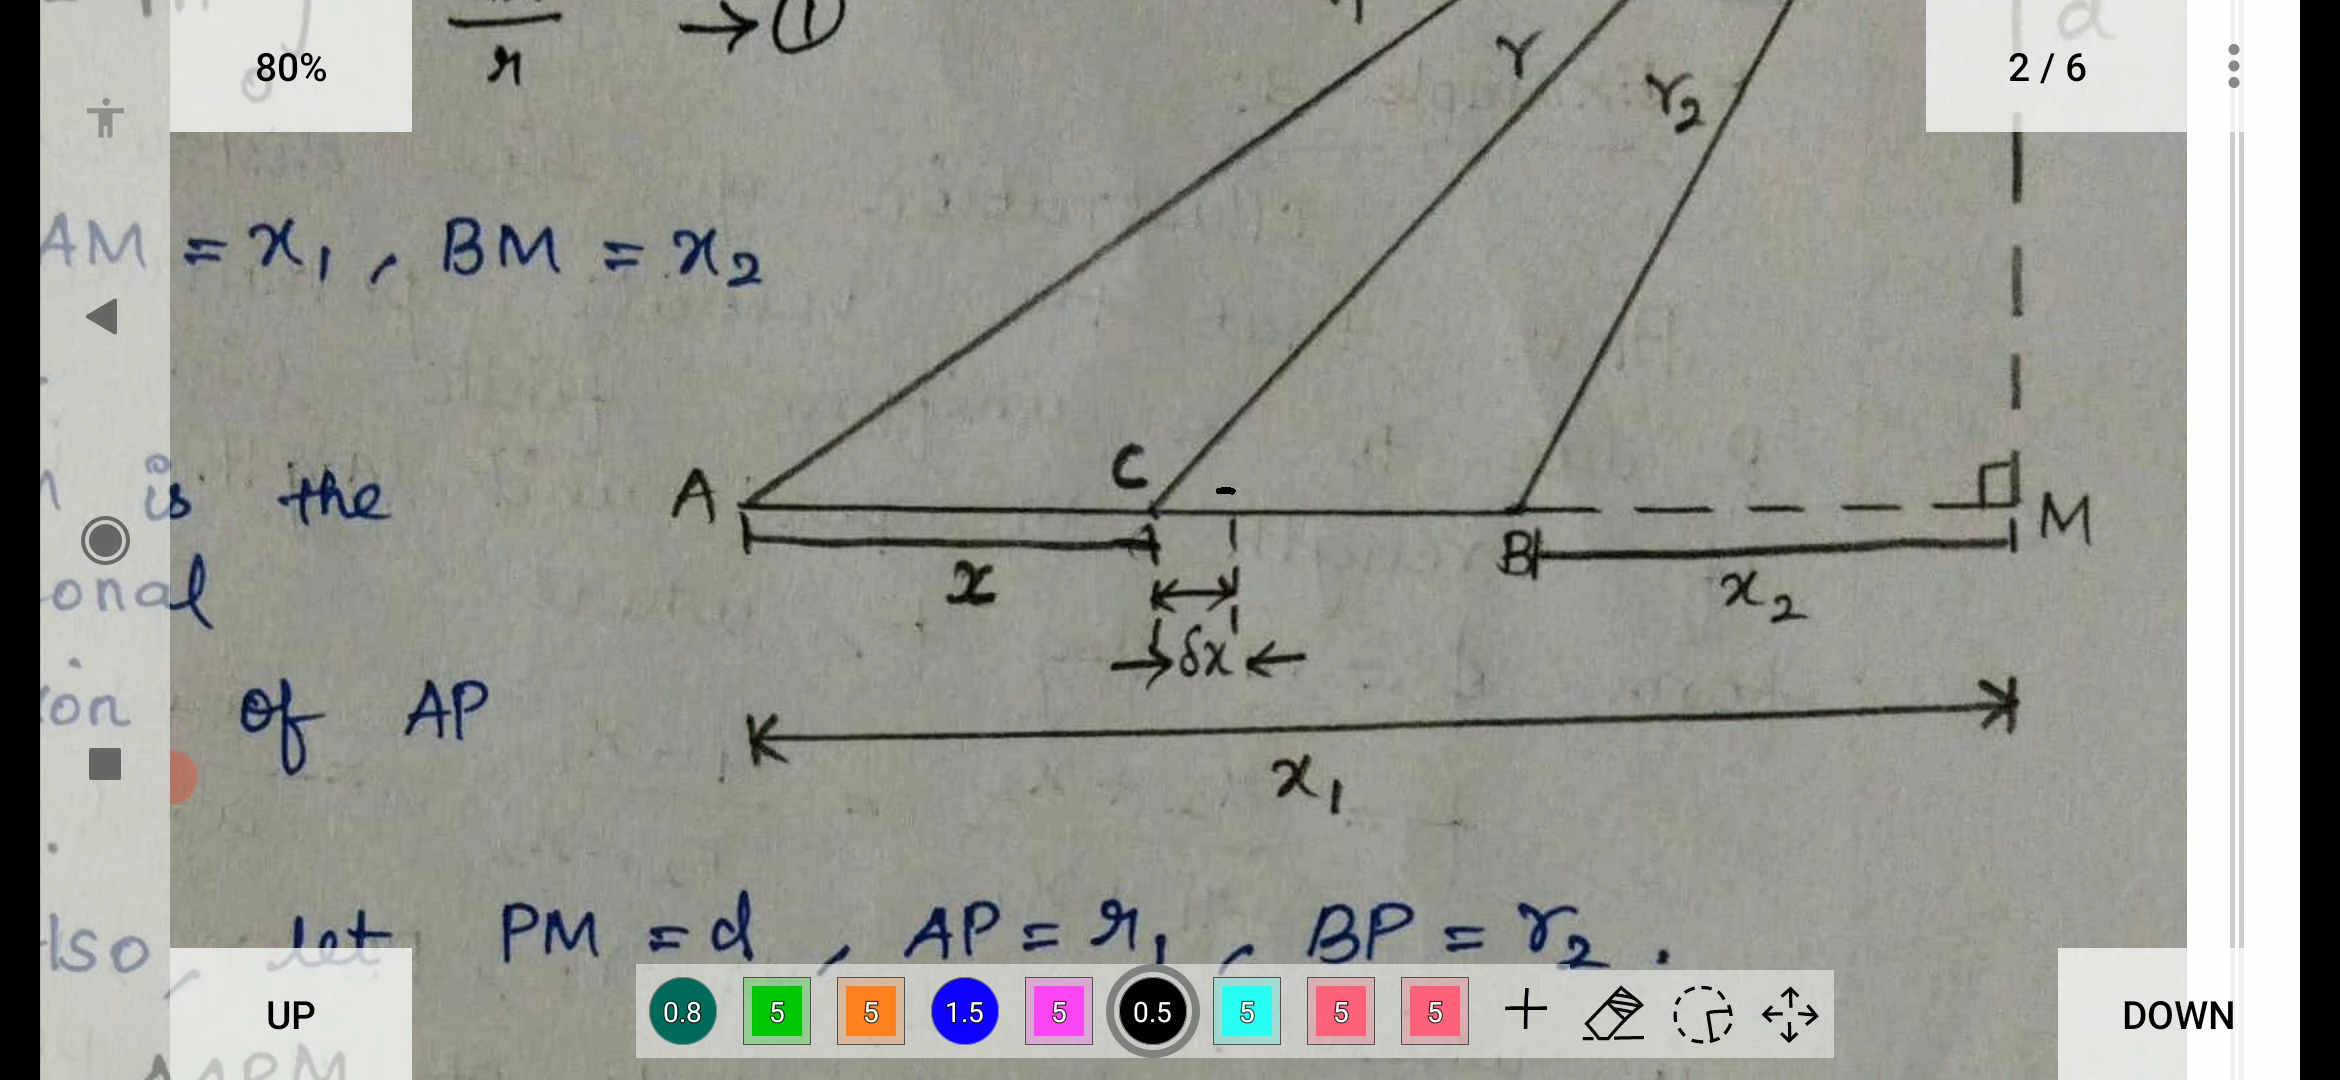 80%
2 / 6
r → ①
r
r2
d
AM = x1, BM = x2
A
C
B
M
is the
x
x2
onal
δx
of AP
x1
let PM = d, AP = r1, BP = r2.
UP
0.8 5 5 1.5 5 0.5 5 5 5
DOWN